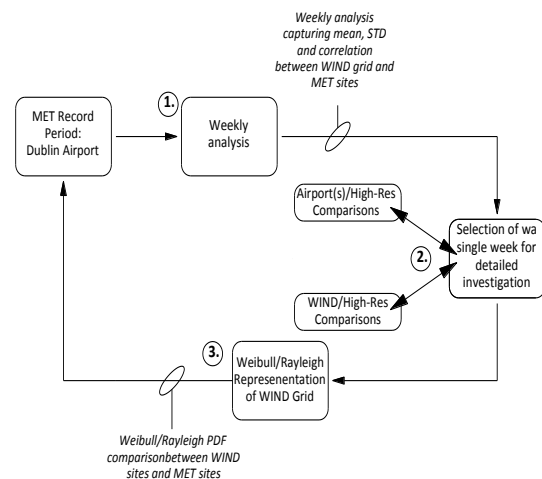 Weekly analysis
capturing mean, STD
and correlation
between WIND grid and
MET sites
1.
MET Record
Period:
Dublin Airport
Weekly
analysis
Airport(s)/High-Res
Comparisons
Selection of wa
single week for
detailed
investigation
2.
WIND/High-Res
Comparisons
3.
Weibull/Rayleigh
Represenentation
of WIND Grid
Weibull/Rayleigh PDF
comparisonbetween WIND
sites and MET sites